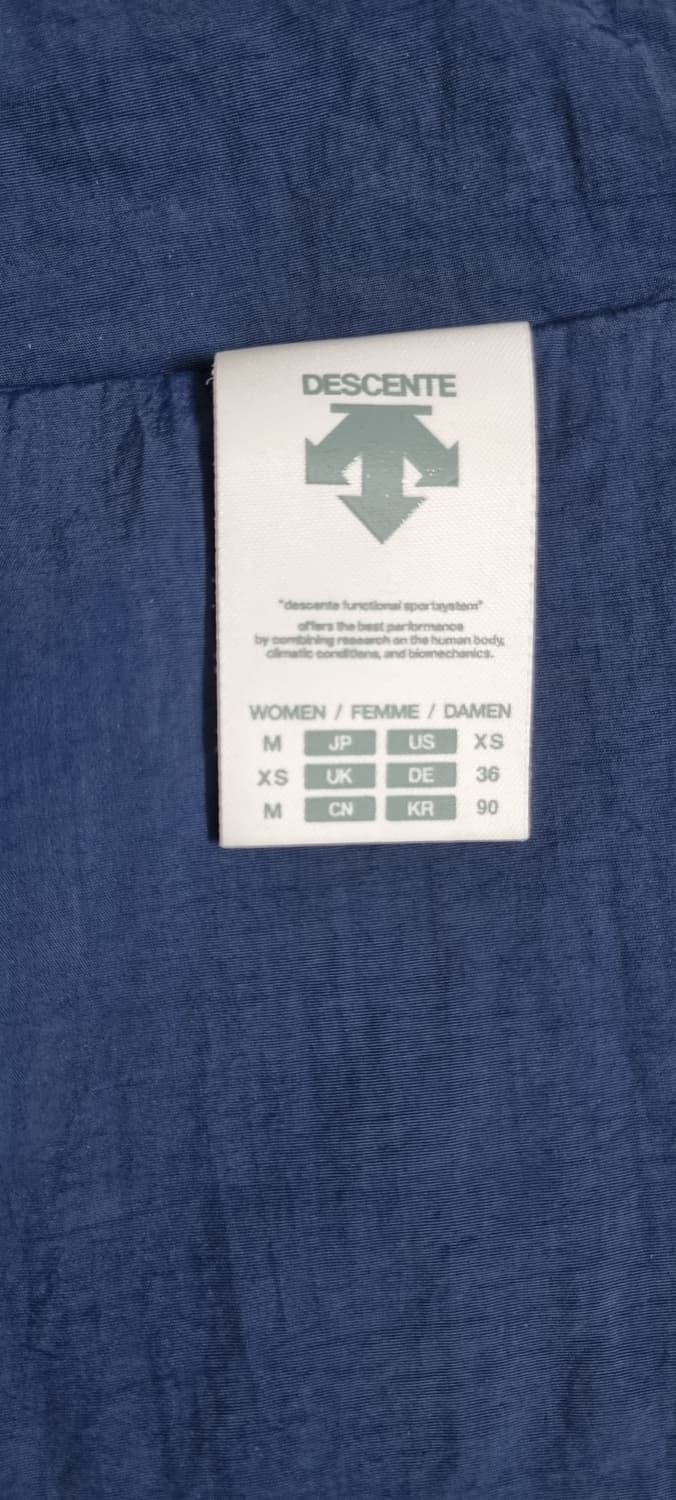 DESCENTE
"descente functional sportsystem"
offers the best performance
by combining research on the human body,
climatic conditions, and biomechanics.
WOMEN / FEMME / DAMEN
M JP US XS
XS UK DE 36
M CN KR 90